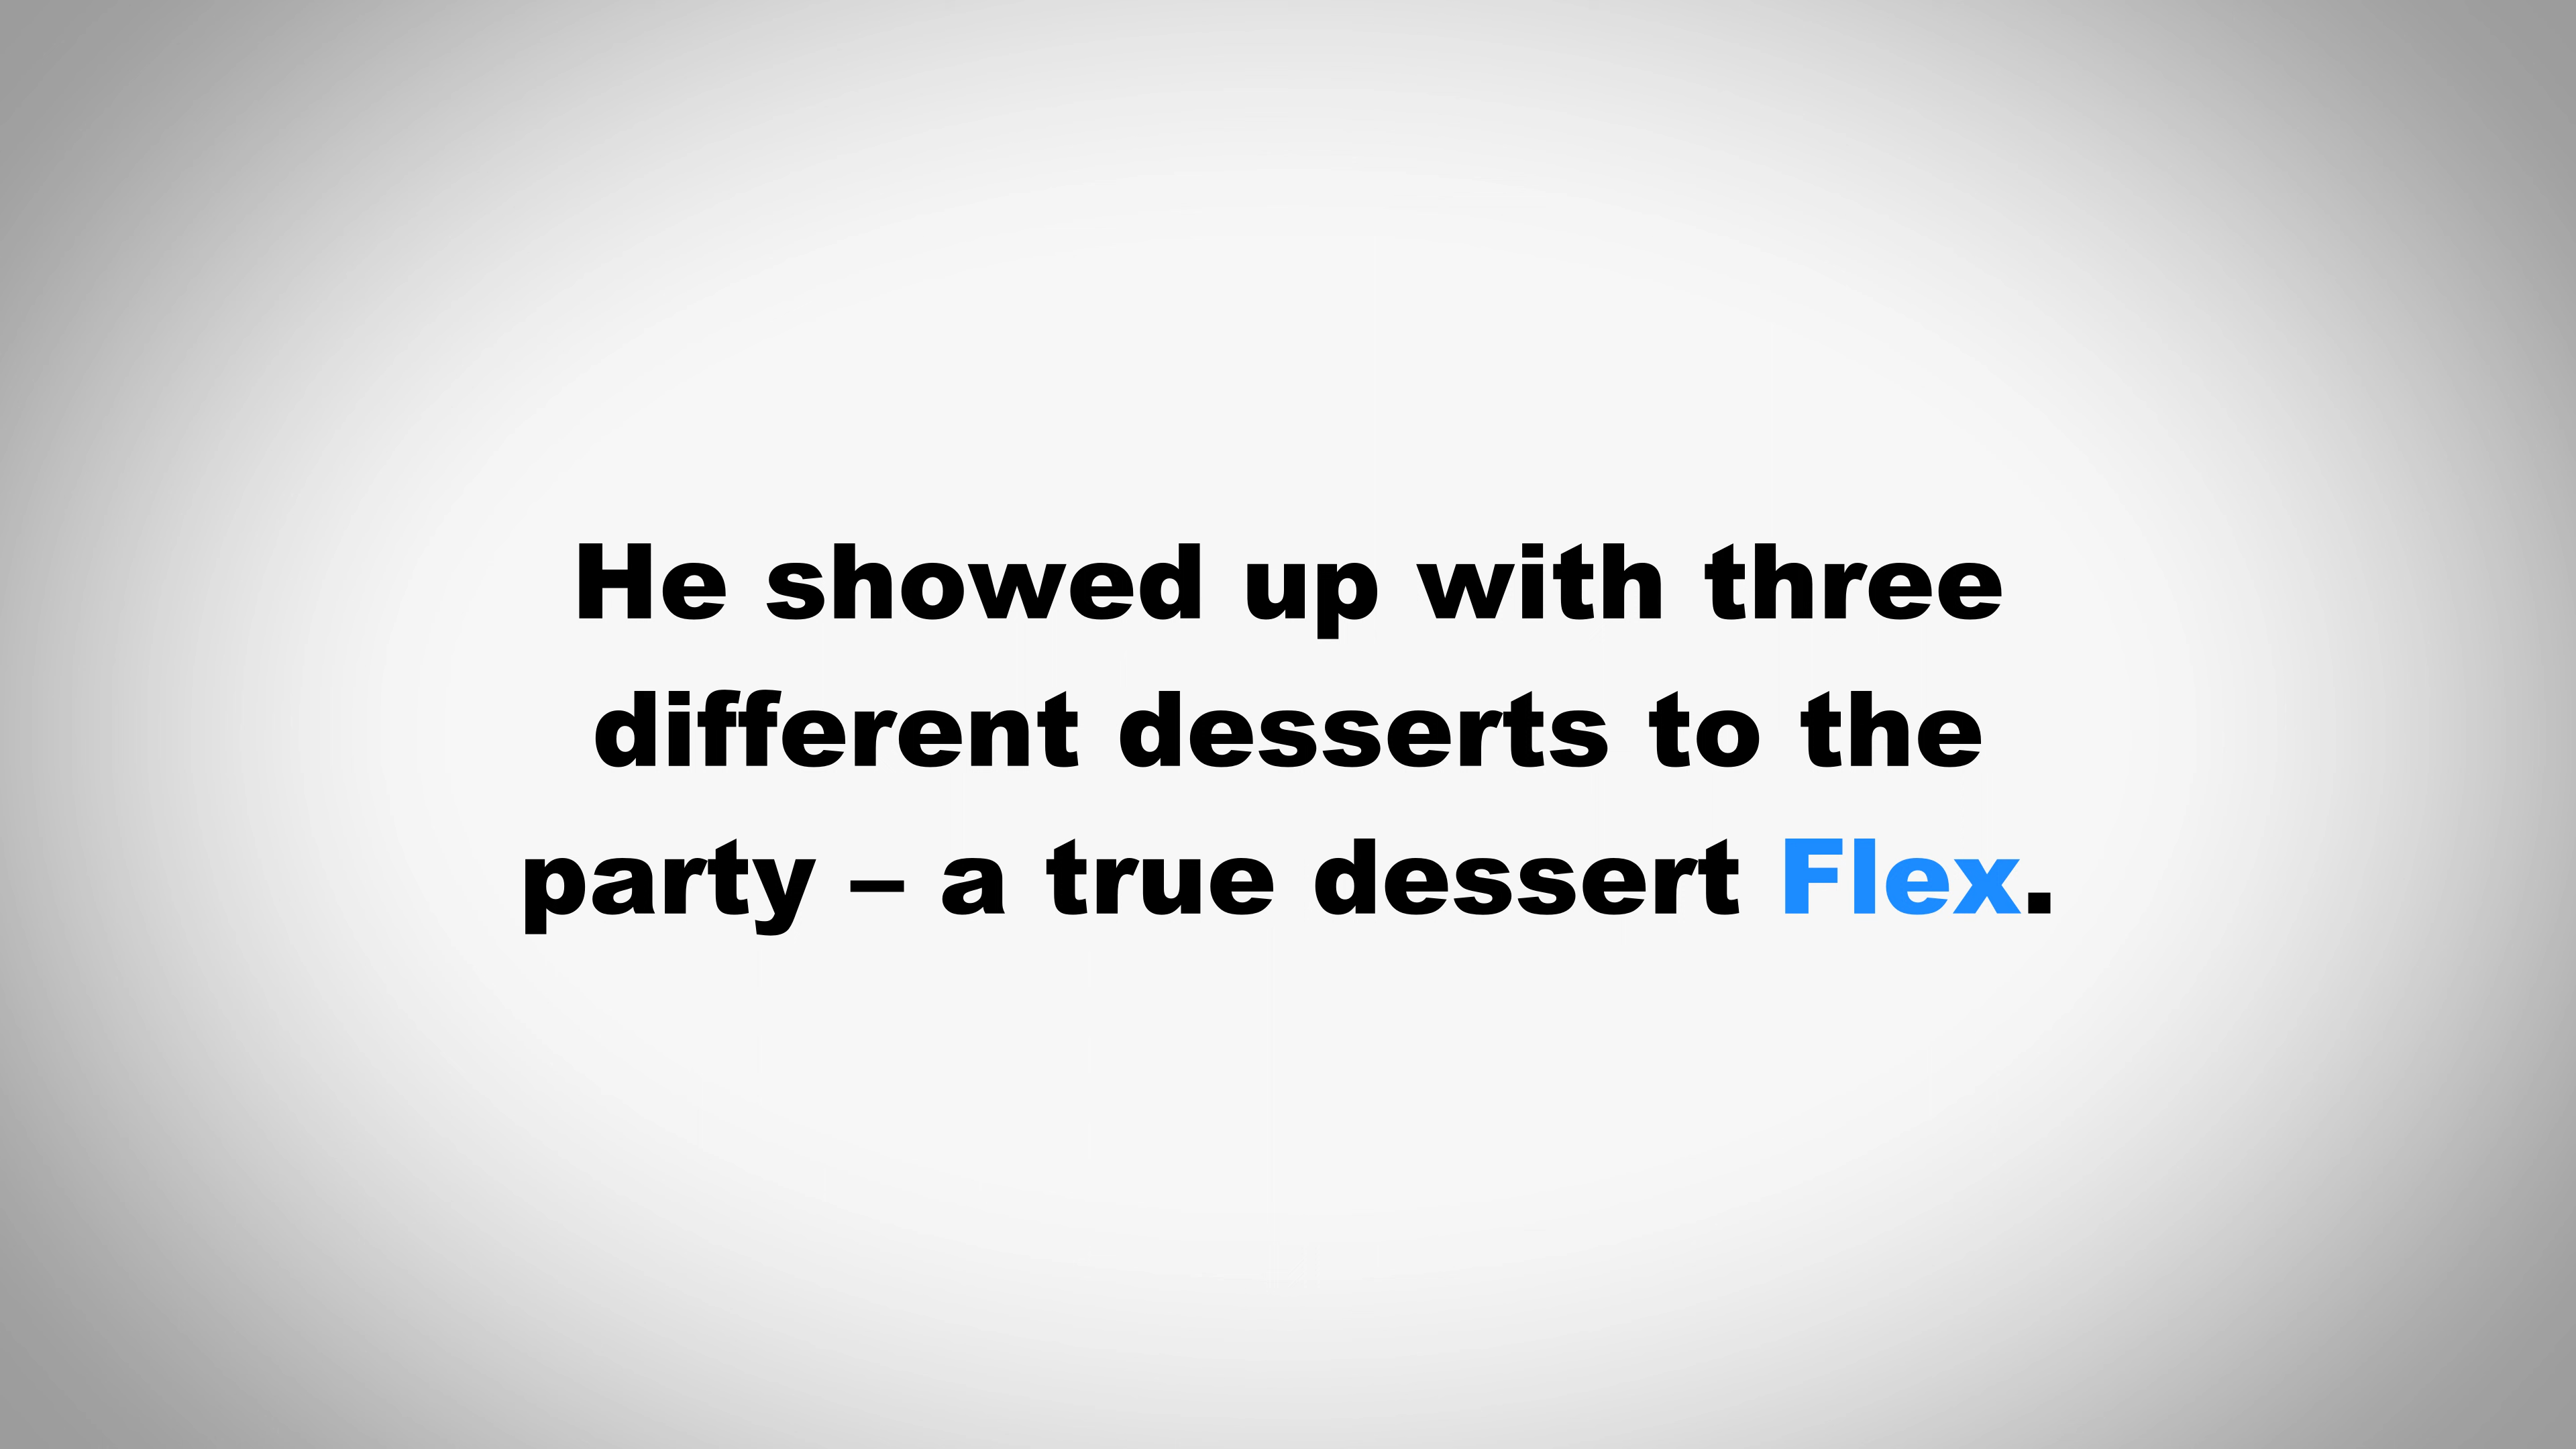 He showed up with three
different desserts to the
party – a true dessert Flex.